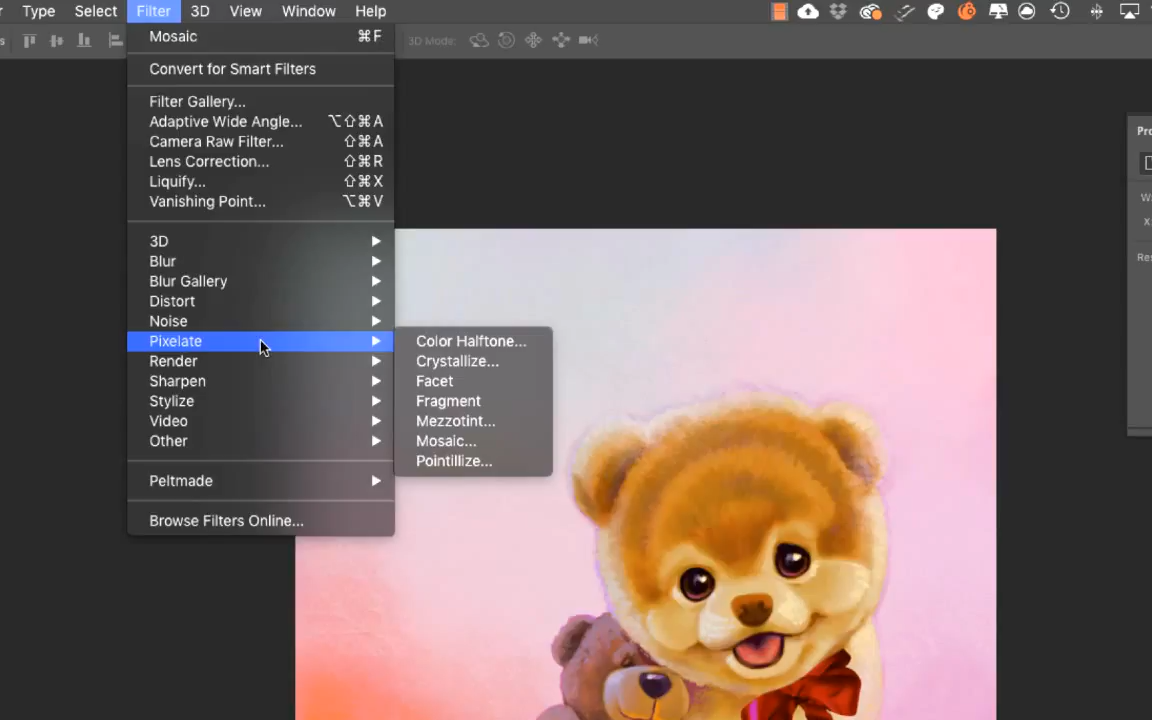 Type Select Filter 3D View Window Help
Mosaic ⌘F
3D Mode:
Convert for Smart Filters
Filter Gallery...
Adaptive Wide Angle... ⌥⇧⌘A
Camera Raw Filter... ⇧⌘A
Lens Correction... ⇧⌘R
Liquify... ⇧⌘X
Vanishing Point... ⌥⌘V
3D
Blur
Blur Gallery
Distort
Noise
Pixelate
Render
Sharpen
Stylize
Video
Other
Peltmade
Browse Filters Online...
Color Halftone...
Crystallize...
Facet
Fragment
Mezzotint...
Mosaic...
Pointillize...
Pro
W:
X:
Res